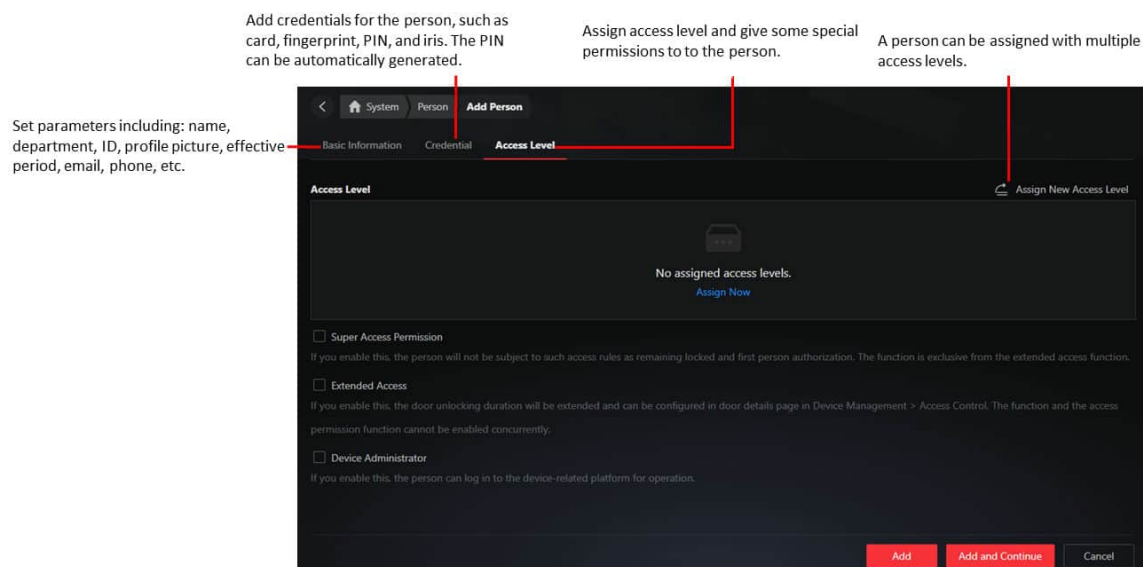 Add credentials for the person, such as
card, fingerprint, PIN, and iris. The PIN
can be automatically generated.
Assign access level and give some special
permissions to to the person.
A person can be assigned with multiple
access levels.
Set parameters including: name,
department, ID, profile picture, effective
period, email, phone, etc.
System Person Add Person
Basic Information Credential Access Level
Access Level
Assign New Access Level
No assigned access levels.
Assign Now
Super Access Permission
If you enable this, the person will not be subject to such access rules as remaining locked and first person authorization. The function is exclusive from the extended access function.
Extended Access
If you enable this, the door unlocking duration will be extended and can be configured in door details page in Device Management > Access Control. The function and the access
permission function cannot be enabled concurrently.
Device Administrator
If you enable this, the person can log in to the device-related platform for operation.
Add Add and Continue Cancel